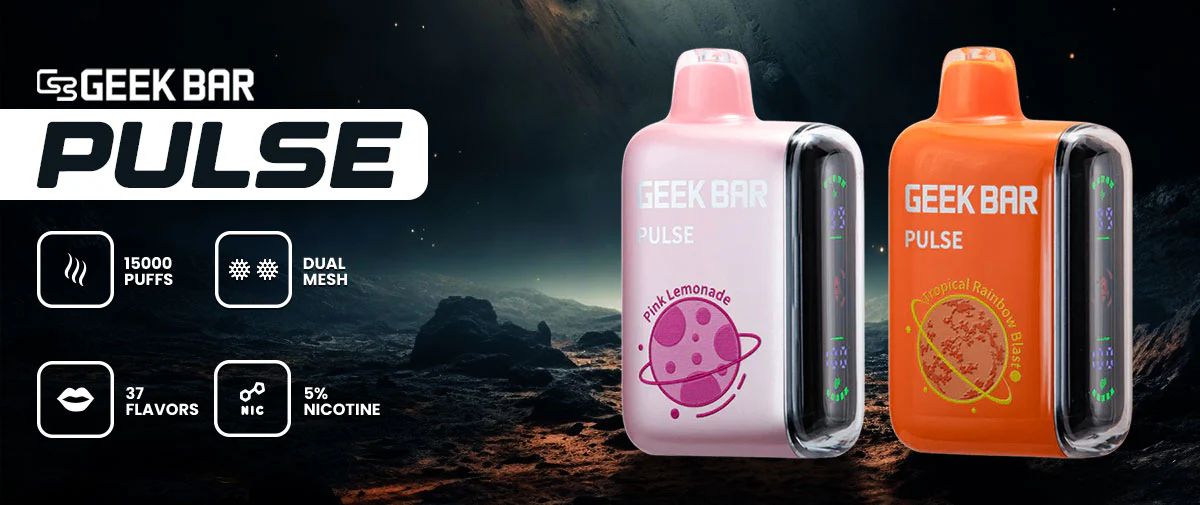 GEEK BAR
PULSE
15000
PUFFS
DUAL
MESH
37
FLAVORS
NIC
5%
NICOTINE
GEEK BAR
PULSE
Pink Lemonade
GEEK BAR
PULSE
Tropical Rainbow Blast